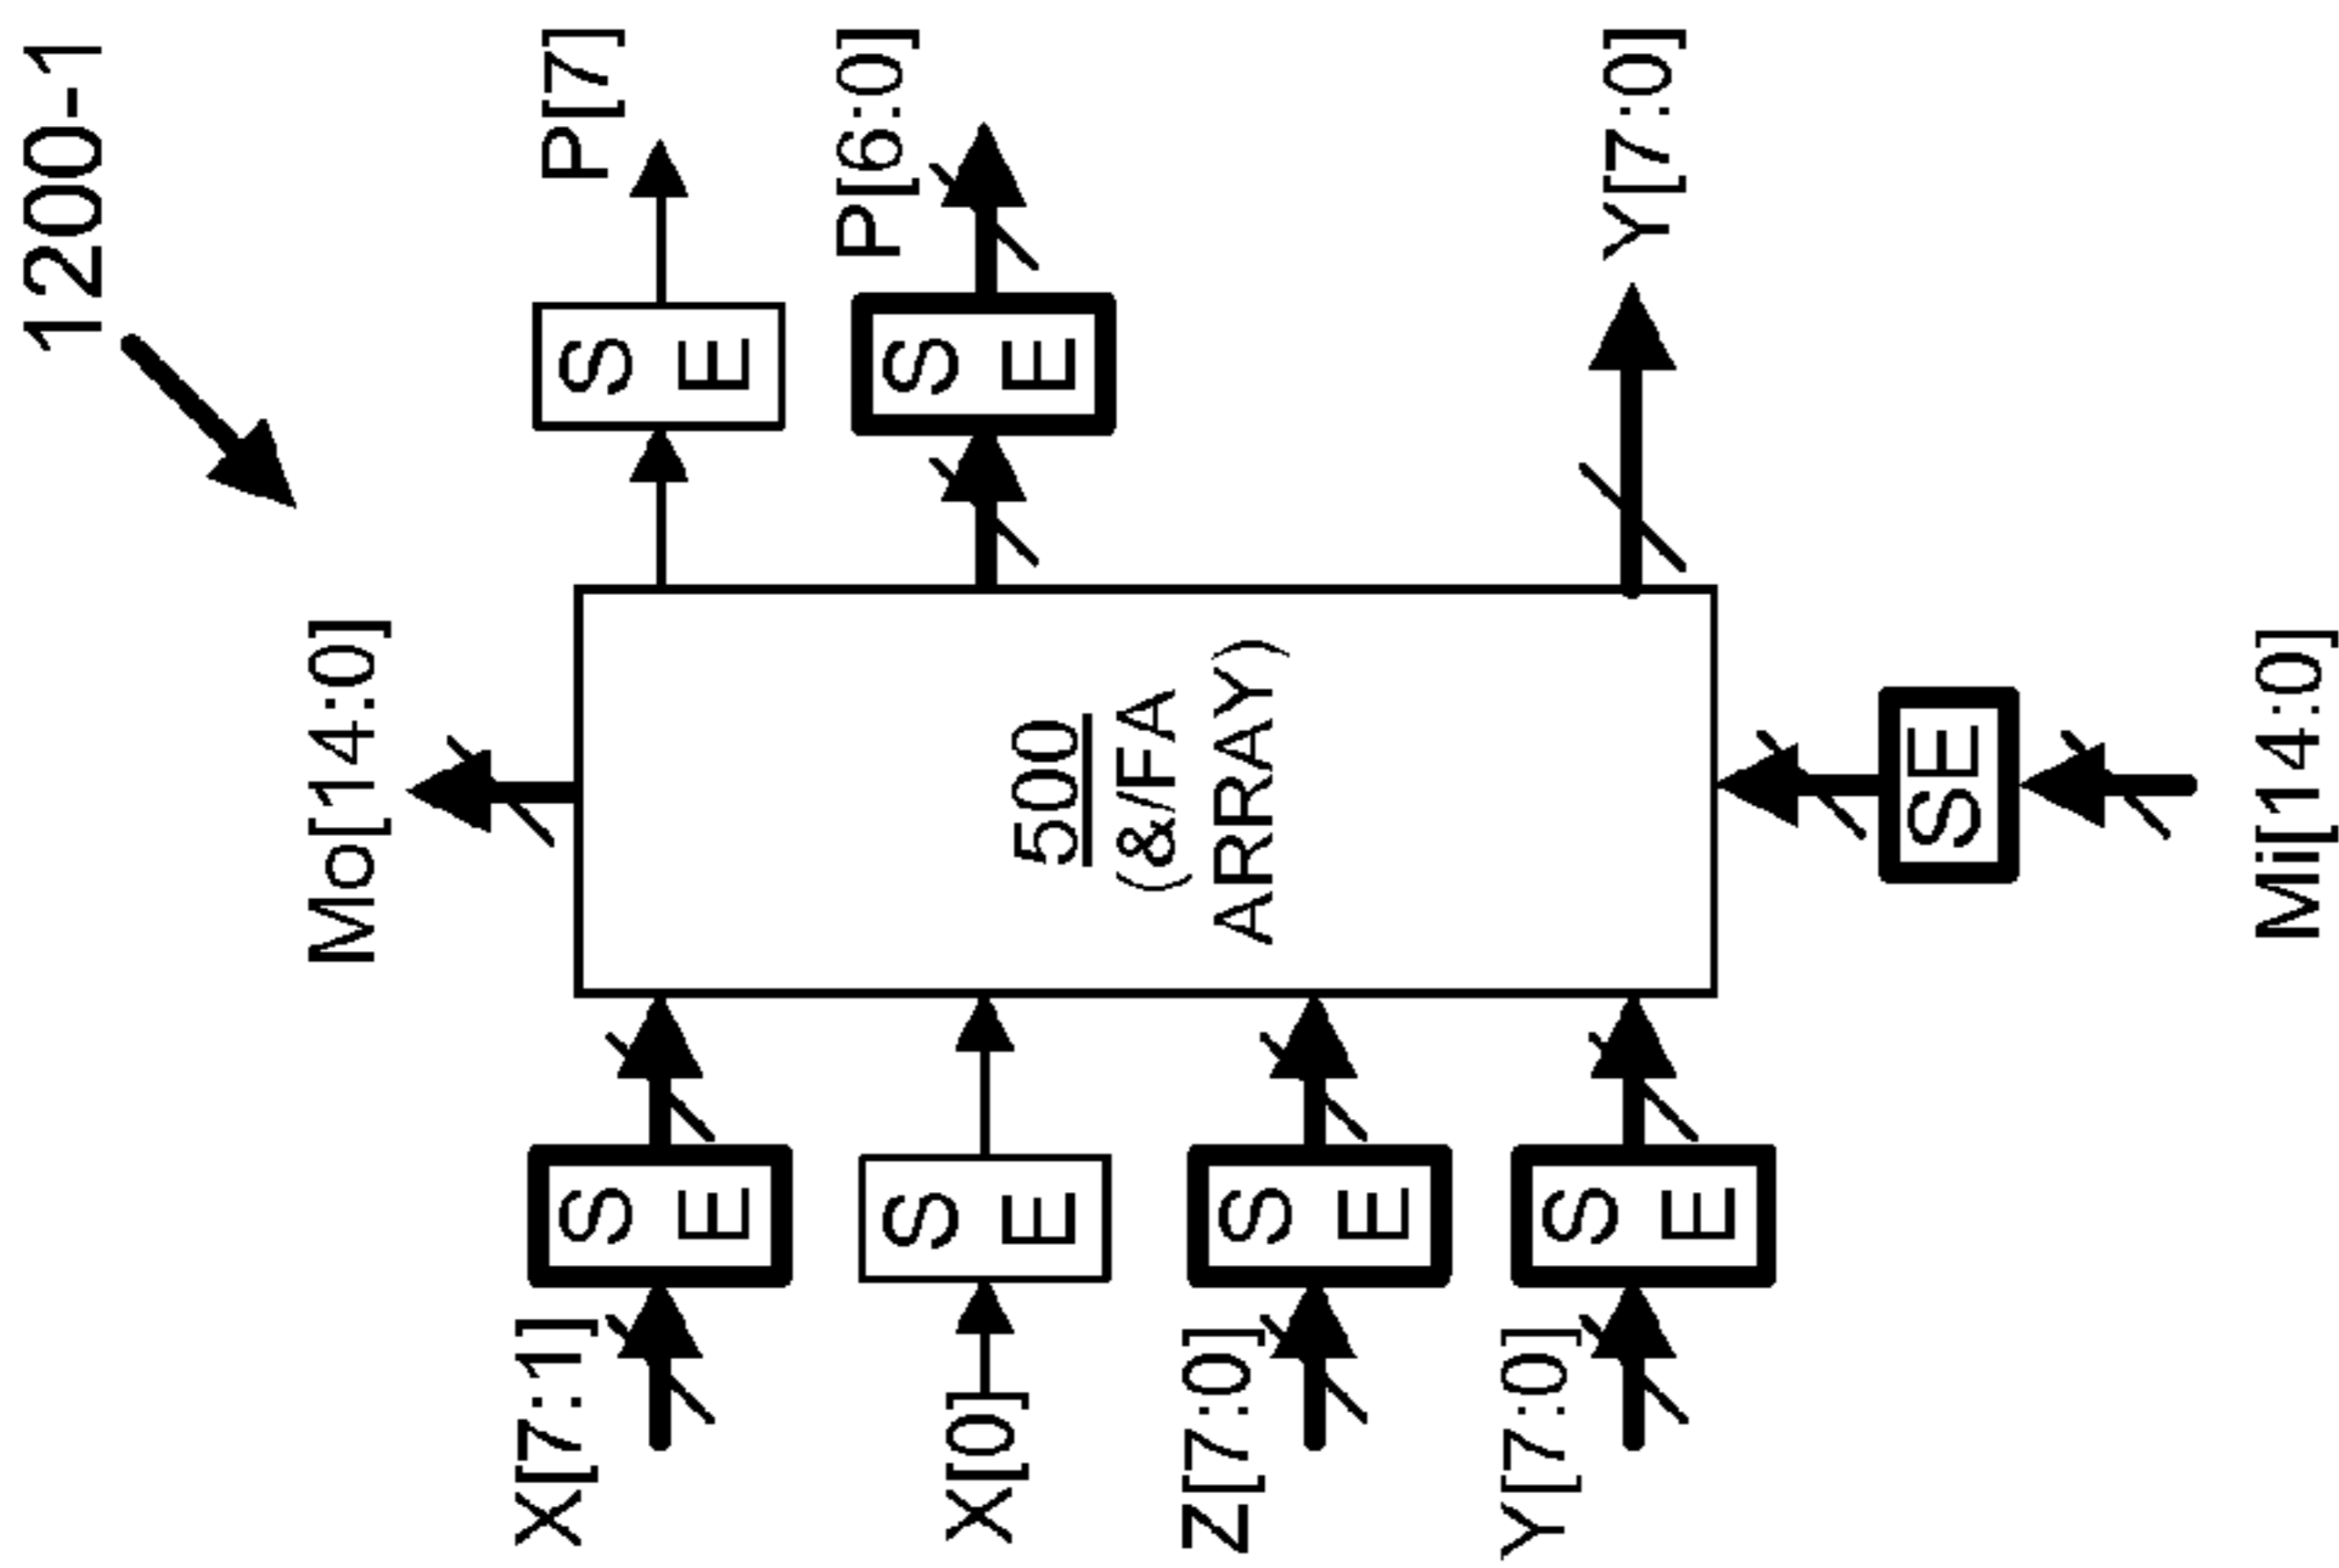 1200-1
Mo[14:0]
X[7:1]
S
E
S
E
P[7]
X[0]
S
E
S
E
P[6:0]
500
(&/FA
ARRAY)
Z[7:0]
S
E
Y[7:0]
S
E
Y[7:0]
SE
Mi[14:0]